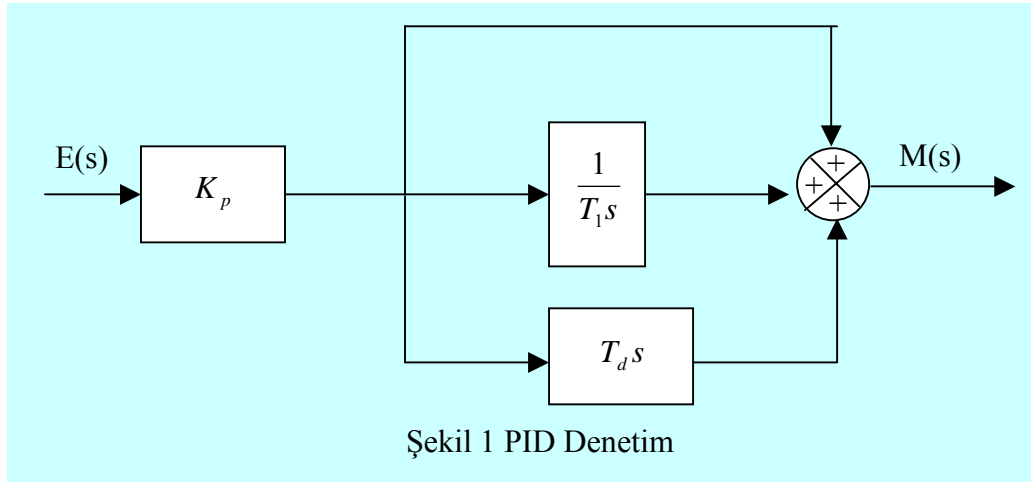 E(s)
K_p
1
T_1 s
T_d s
+
+
+
M(s)
Şekil 1 PID Denetim